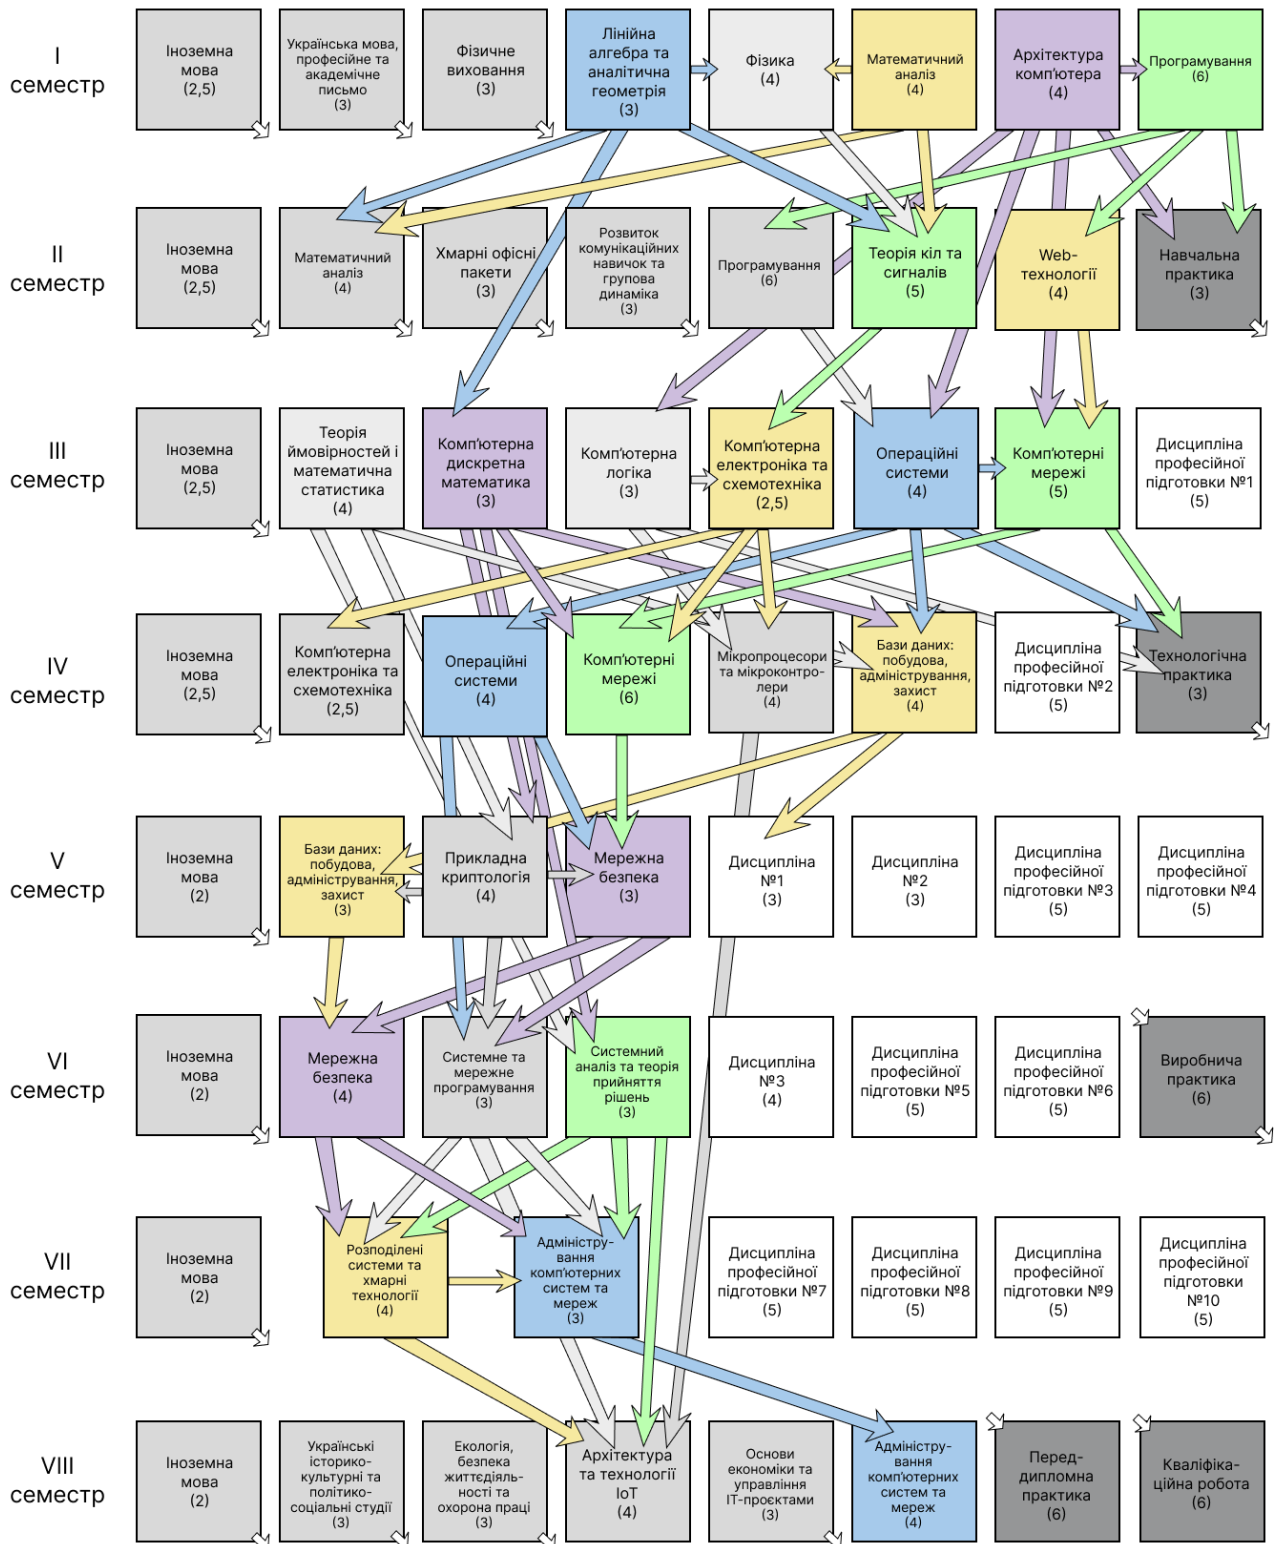 I
семестр
Іноземна
мова
(2,5)
Українська мова,
професійне та
академічне
письмо
(3)
Фізичне
виховання
(3)
Лінійна
алгебра та
аналітична
геометрія
(3)
Фізика
(4)
Математичний
аналіз
(4)
Архітектура
комп'ютера
(4)
Програмування
(6)
II
семестр
Іноземна
мова
(2,5)
Математичний
аналіз
(4)
Хмарні офісні
пакети
(3)
Розвиток
комунікаційних
навичок та
групова
динаміка
(3)
Програмування
(6)
Теорія кіл та
сигналів
(5)
Web-
технології
(4)
Навчальна
практика
(3)
III
семестр
Іноземна
мова
(2,5)
Теорія
ймовірностей і
математична
статистика
(4)
Комп'ютерна
дискретна
математика
(3)
Комп'ютерна
логіка
(3)
Комп'ютерна
електроніка та
схемотехніка
(2,5)
Операційні
системи
(4)
Комп'ютерні
мережі
(5)
Дисципліна
професійної
підготовки №1
(5)
IV
семестр
Іноземна
мова
(2,5)
Комп'ютерна
електроніка та
схемотехніка
(2,5)
Операційні
системи
(4)
Комп'ютерні
мережі
(6)
Мікропроцесори
та мікроконтро-
лери
(4)
Бази даних:
побудова,
адміністрування,
захист
(4)
Дисципліна
професійної
підготовки №2
(5)
Технологічна
практика
(3)
V
семестр
Іноземна
мова
(2)
Бази даних:
побудова,
адміністрування,
захист
(3)
Прикладна
криптологія
(4)
Мережна
безпека
(3)
Дисципліна
№1
(3)
Дисципліна
№2
(3)
Дисципліна
професійної
підготовки №3
(5)
Дисципліна
професійної
підготовки №4
(5)
VI
семестр
Іноземна
мова
(2)
Мережна
безпека
(4)
Системне та
мережне
програмування
(3)
Системний
аналіз та теорія
прийняття
рішень
(3)
Дисципліна
№3
(4)
Дисципліна
професійної
підготовки №5
(5)
Дисципліна
професійної
підготовки №6
(5)
Виробнича
практика
(6)
VII
семестр
Іноземна
мова
(2)
Розподілені
системи та
хмарні
технології
(4)
Адміністру-
вання
комп'ютерних
систем та
мереж
(3)
Дисципліна
професійної
підготовки №7
(5)
Дисципліна
професійної
підготовки №8
(5)
Дисципліна
професійної
підготовки №9
(5)
Дисципліна
професійної
підготовки
№10
(5)
VIII
семестр
Іноземна
мова
(2)
Українські
історико-
культурні та
політико-
соціальні студії
(3)
Екологія,
безпека
життєдіяль-
ності та
охорона праці
(3)
Архітектура
та технології
IoT
(4)
Основи
економіки та
управління
IT-проєктами
(3)
Адміністру-
вання
комп'ютерних
систем та
мереж
(4)
Перед-
дипломна
практика
(6)
Кваліфіка-
ційна робота
(6)